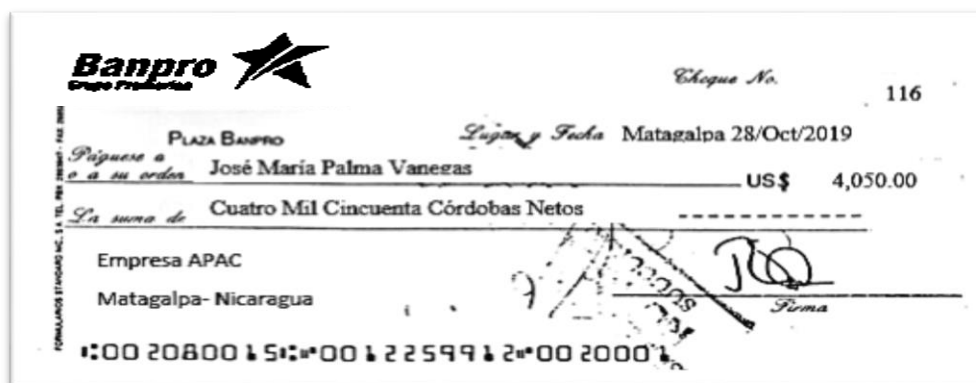 Banpro
Grupo Promerica
Cheque No. 116
PLAZA BANPRO
Lugar y Fecha Matagalpa 28/Oct/2019
Páguese a
o a su orden José María Palma Vanegas US$ 4,050.00
La suma de Cuatro Mil Cincuenta Córdobas Netos
Empresa APAC
Matagalpa- Nicaragua
Firma